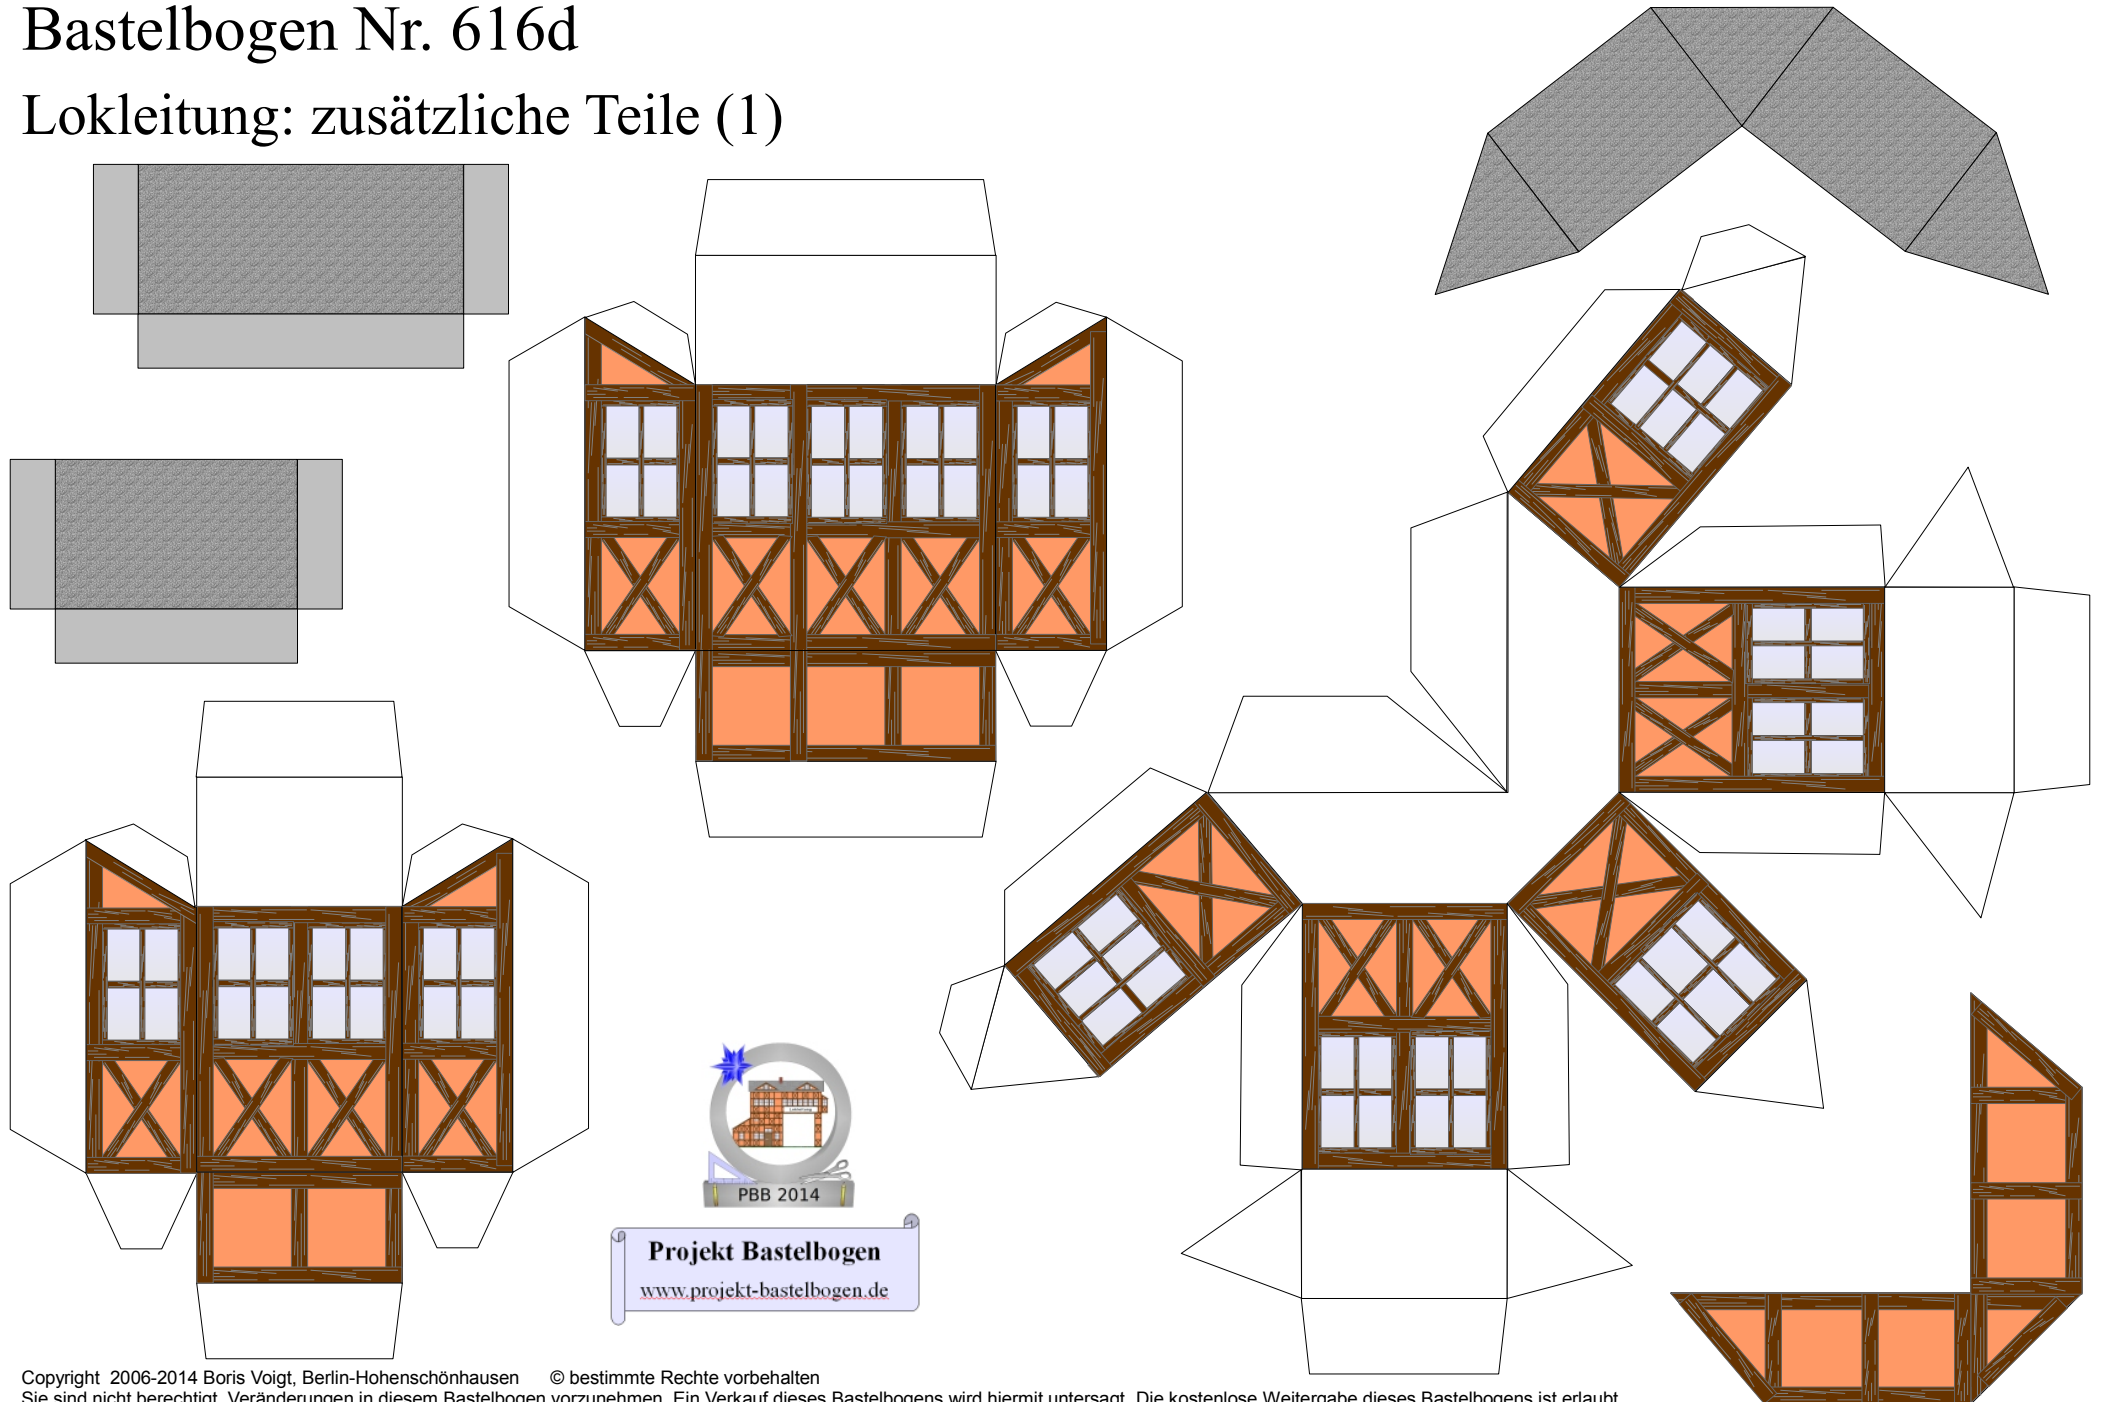 Bastelbogen Nr. 616d
Lokleitung: zusätzliche Teile (1)
PBB 2014
Projekt Bastelbogen
www.projekt-bastelbogen.de
Copyright 2006-2014 Boris Voigt, Berlin-Hohenschönhausen © bestimmte Rechte vorbehalten
Sie sind nicht berechtigt, Veränderungen in diesem Bastelbogen vorzunehmen. Ein Verkauf dieses Bastelbogens wird hiermit untersagt. Die kostenlose Weitergabe dieses Bastelbogens ist erlaubt.